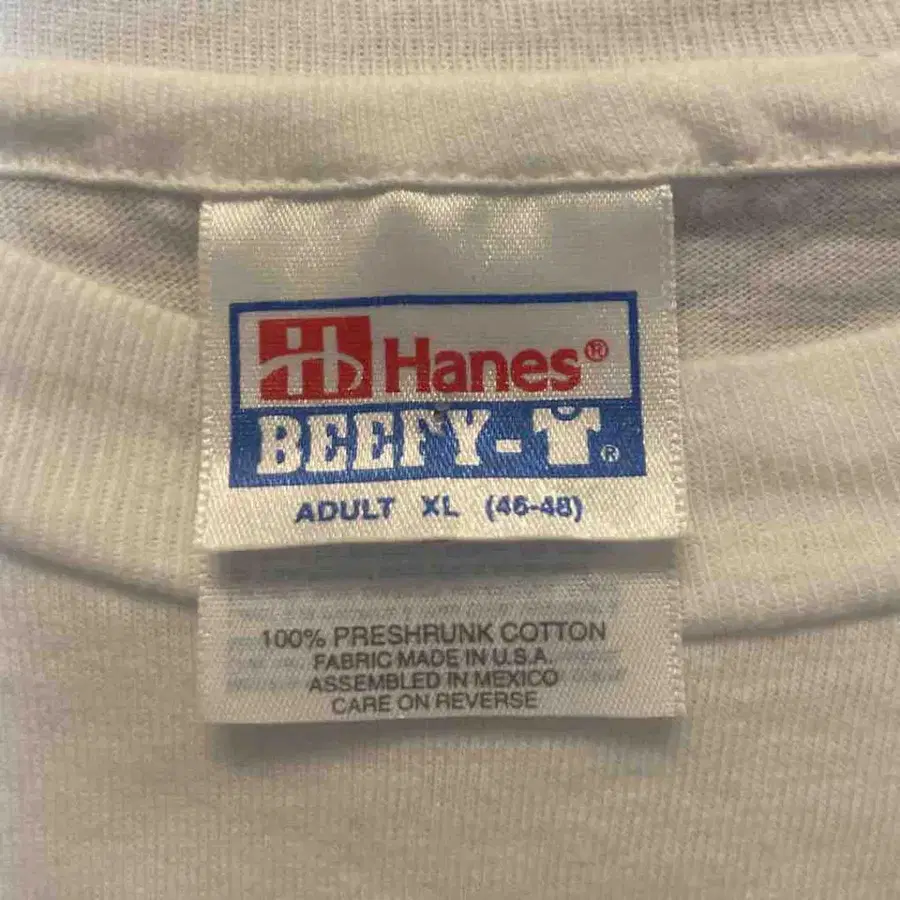 Hanes®
BEEFY-T®
ADULT XL (46-48)
100% PRESHRUNK COTTON
FABRIC MADE IN U.S.A.
ASSEMBLED IN MEXICO
CARE ON REVERSE